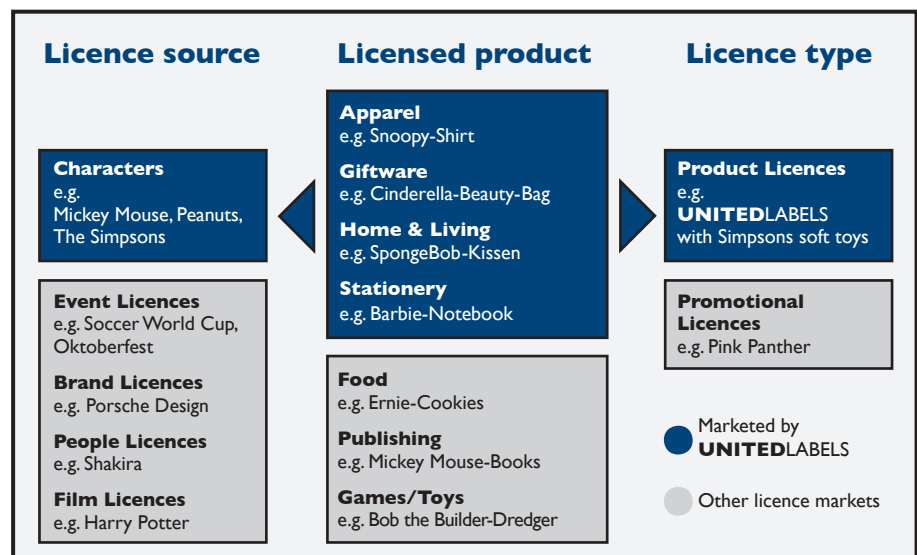 Licence source
Characters
e.g.
Mickey Mouse, Peanuts,
The Simpsons
Event Licences
e.g. Soccer World Cup,
Oktoberfest
Brand Licences
e.g. Porsche Design
People Licences
e.g. Shakira
Film Licences
e.g. Harry Potter
Licensed product
Apparel
e.g. Snoopy-Shirt
Giftware
e.g. Cinderella-Beauty-Bag
Home & Living
e.g. SpongeBob-Kissen
Stationery
e.g. Barbie-Notebook
Food
e.g. Ernie-Cookies
Publishing
e.g. Mickey Mouse-Books
Games/Toys
e.g. Bob the Builder-Dredger
Licence type
Product Licences
e.g.
UNITEDLABELS
with Simpsons soft toys
Promotional
Licences
e.g. Pink Panther
Marketed by
UNITEDLABELS
Other licence markets